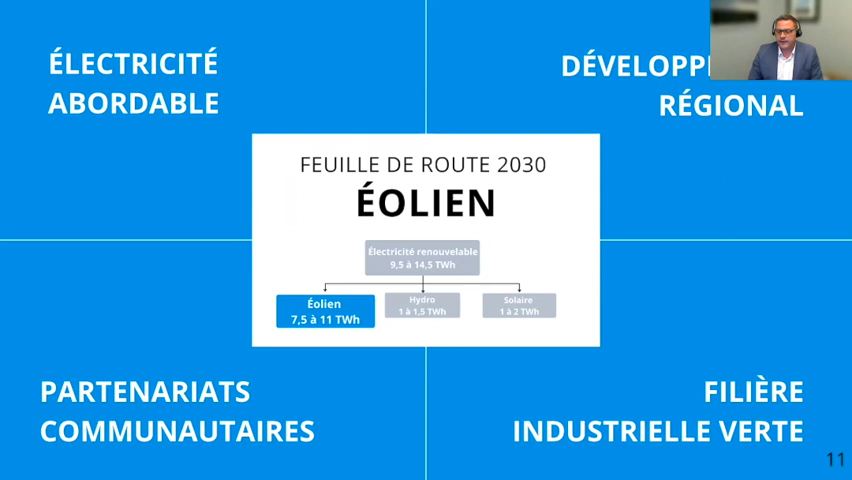 ÉLECTRICITÉ
ABORDABLE
RÉGIONAL
FEUILLE DE ROUTE 2030
ÉOLIEN
Électricité renouvelable
9,5 à 14,5 TWh
Éolien
7,5 à 11 TWh
Hydro
1 à 1,5 TWh
Solaire
1 à 2 TWh
PARTENARIATS
COMMUNAUTAIRES
FILIÈRE
INDUSTRIELLE VERTE
11